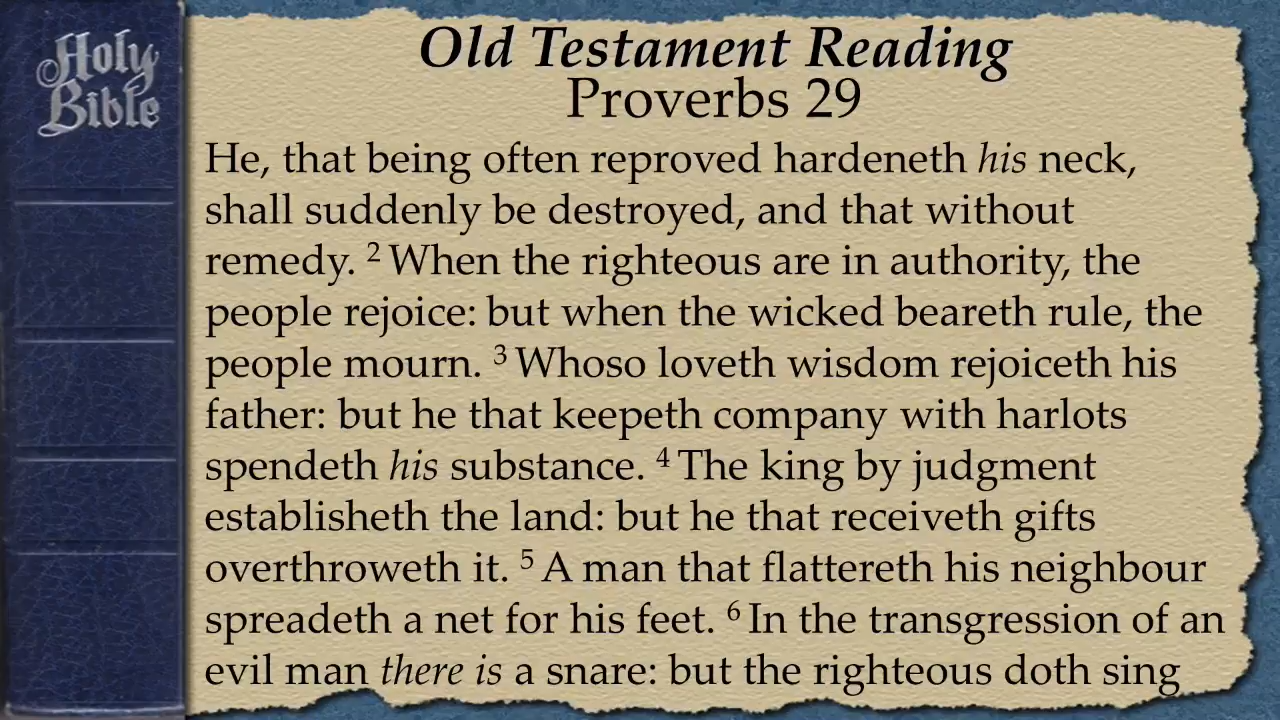 Holy
Bible
Old Testament Reading
Proverbs 29
He, that being often reproved hardeneth his neck,
shall suddenly be destroyed, and that without
remedy. ² When the righteous are in authority, the
people rejoice: but when the wicked beareth rule, the
people mourn. ³ Whoso loveth wisdom rejoiceth his
father: but he that keepeth company with harlots
spendeth his substance. ⁴ The king by judgment
establisheth the land: but he that receiveth gifts
overthroweth it. ⁵ A man that flattereth his neighbour
spreadeth a net for his feet. ⁶ In the transgression of an
evil man there is a snare: but the righteous doth sing